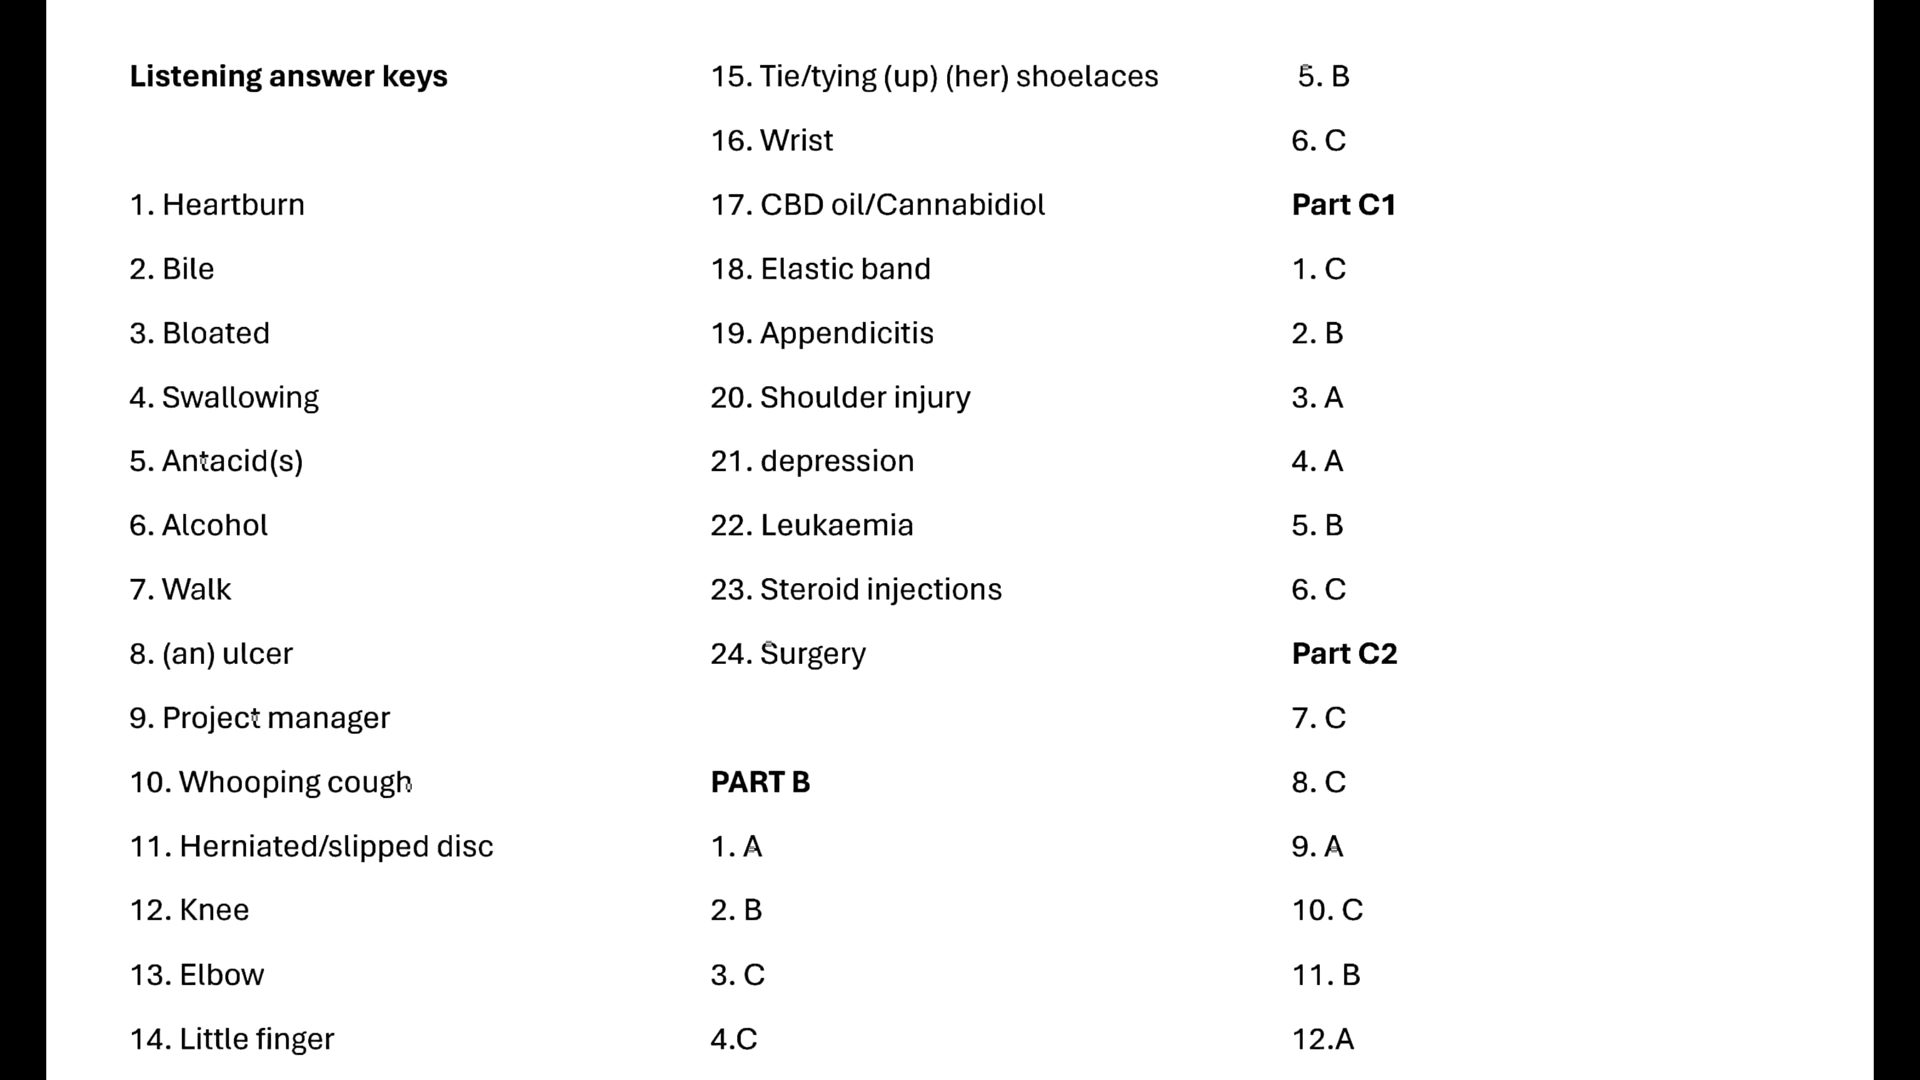 Listening answer keys
1. Heartburn
2. Bile
3. Bloated
4. Swallowing
5. Antacid(s)
6. Alcohol
7. Walk
8. (an) ulcer
9. Project manager
10. Whooping cough
11. Herniated/slipped disc
12. Knee
13. Elbow
14. Little finger
15. Tie/tying (up) (her) shoelaces
16. Wrist
17. CBD oil/Cannabidiol
18. Elastic band
19. Appendicitis
20. Shoulder injury
21. depression
22. Leukaemia
23. Steroid injections
24. Surgery
PART B
1. A
2. B
3. C
4.C
5. B
6. C
Part C1
1. C
2. B
3. A
4. A
5. B
6. C
Part C2
7. C
8. C
9. A
10. C
11. B
12.A